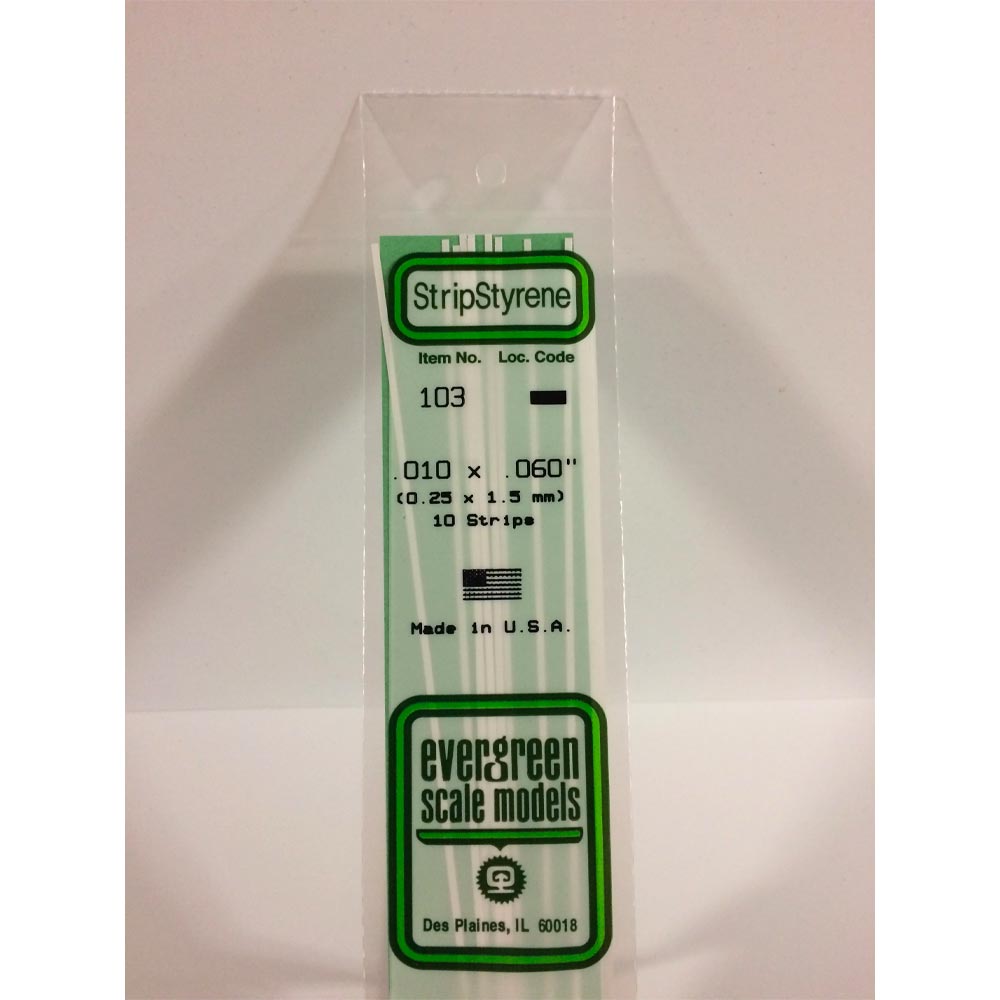 StripStyrene
Item No. Loc. Code
103
.010 x .060"
(0.25 x 1.5 mm)
10 Strips
Made in U.S.A.
evergreen
scale models
Des Plaines, IL 60018